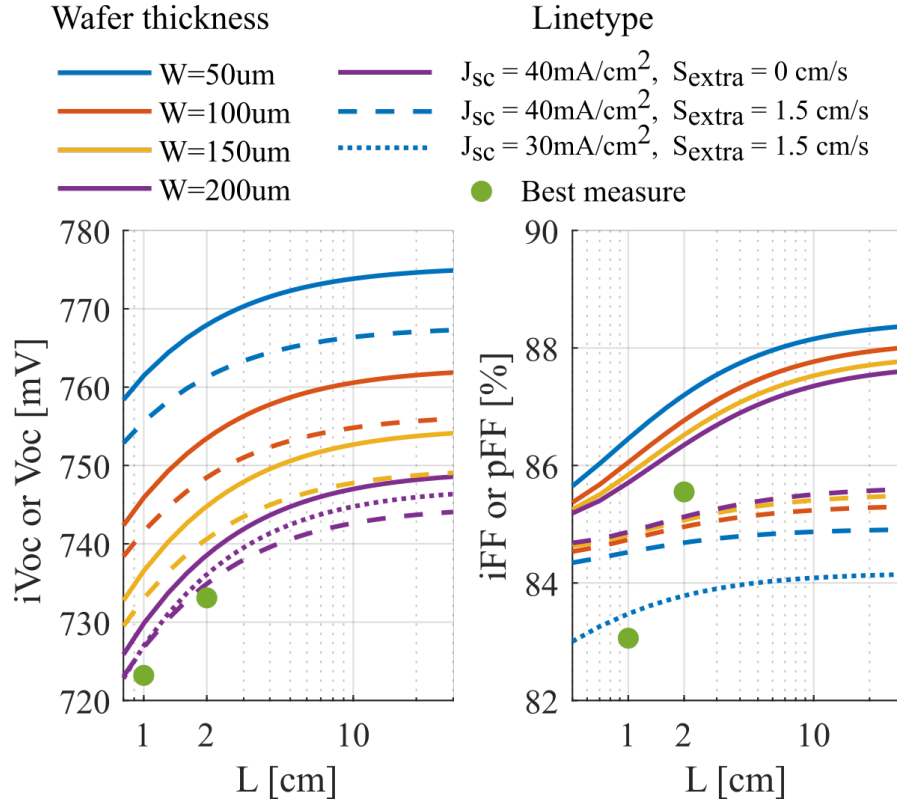 Wafer thickness
Linetype
W=50um
W=100um
W=150um
W=200um
Jsc = 40mA/cm², Sextra = 0 cm/s
Jsc = 40mA/cm², Sextra = 1.5 cm/s
Jsc = 30mA/cm², Sextra = 1.5 cm/s
Best measure
iVoc or Voc [mV]
780
770
760
750
740
730
720
1 2 10
L [cm]
iFF or pFF [%]
90
88
86
84
82
1 2 10
L [cm]